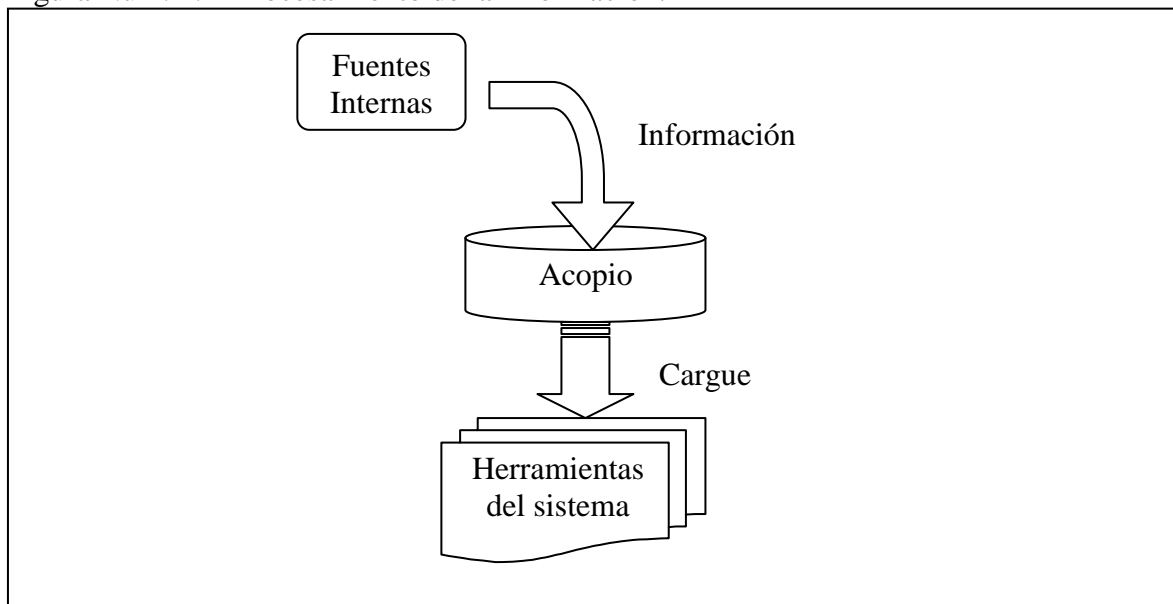 Fuentes
Internas
Información
Acopio
Cargue
Herramientas
del sistema